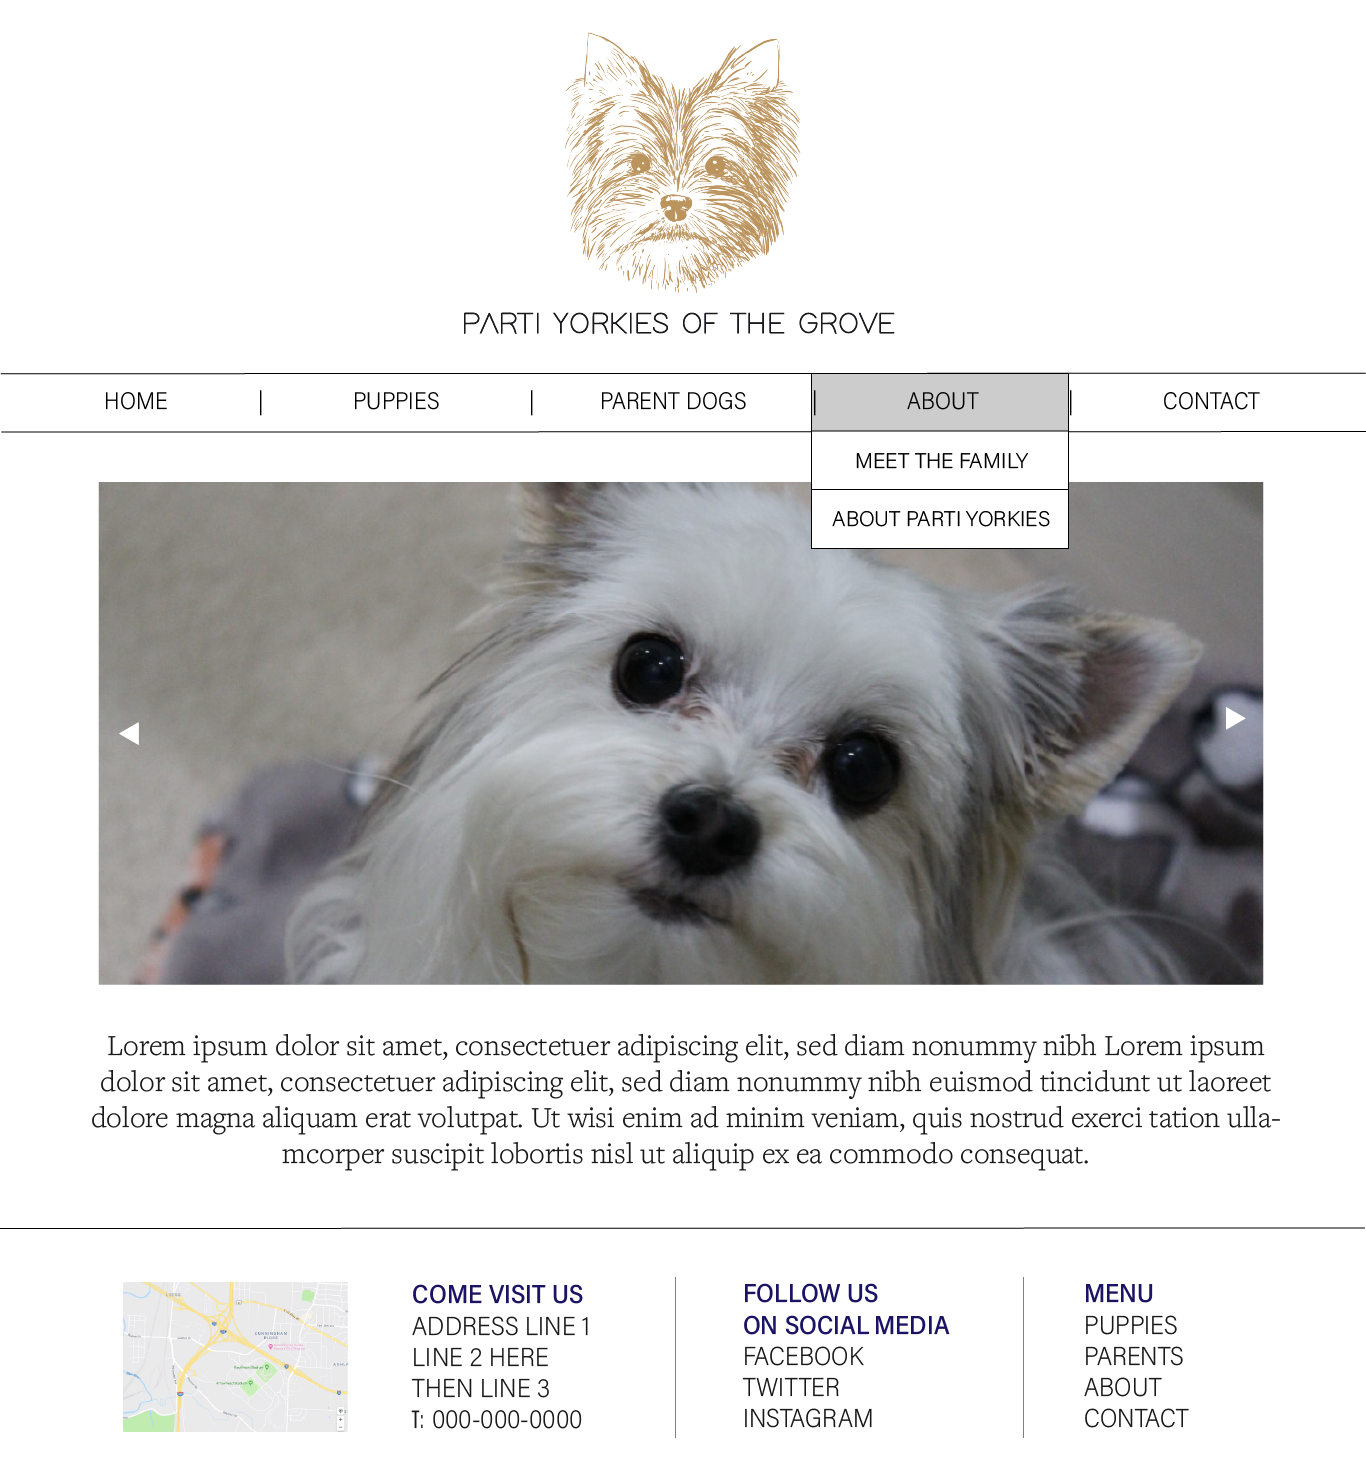 PARTI YORKIES OF THE GROVE
HOME | PUPPIES | PARENT DOGS | ABOUT | CONTACT
MEET THE FAMILY
ABOUT PARTI YORKIES
Lorem ipsum dolor sit amet, consectetuer adipiscing elit, sed diam nonummy nibh Lorem ipsum
dolor sit amet, consectetuer adipiscing elit, sed diam nonummy nibh euismod tincidunt ut laoreet
dolore magna aliquam erat volutpat. Ut wisi enim ad minim veniam, quis nostrud exerci tation ulla-
mcorper suscipit lobortis nisl ut aliquip ex ea commodo consequat.
COME VISIT US
ADDRESS LINE 1
LINE 2 HERE
THEN LINE 3
T: 000-000-0000
FOLLOW US
ON SOCIAL MEDIA
FACEBOOK
TWITTER
INSTAGRAM
MENU
PUPPIES
PARENTS
ABOUT
CONTACT